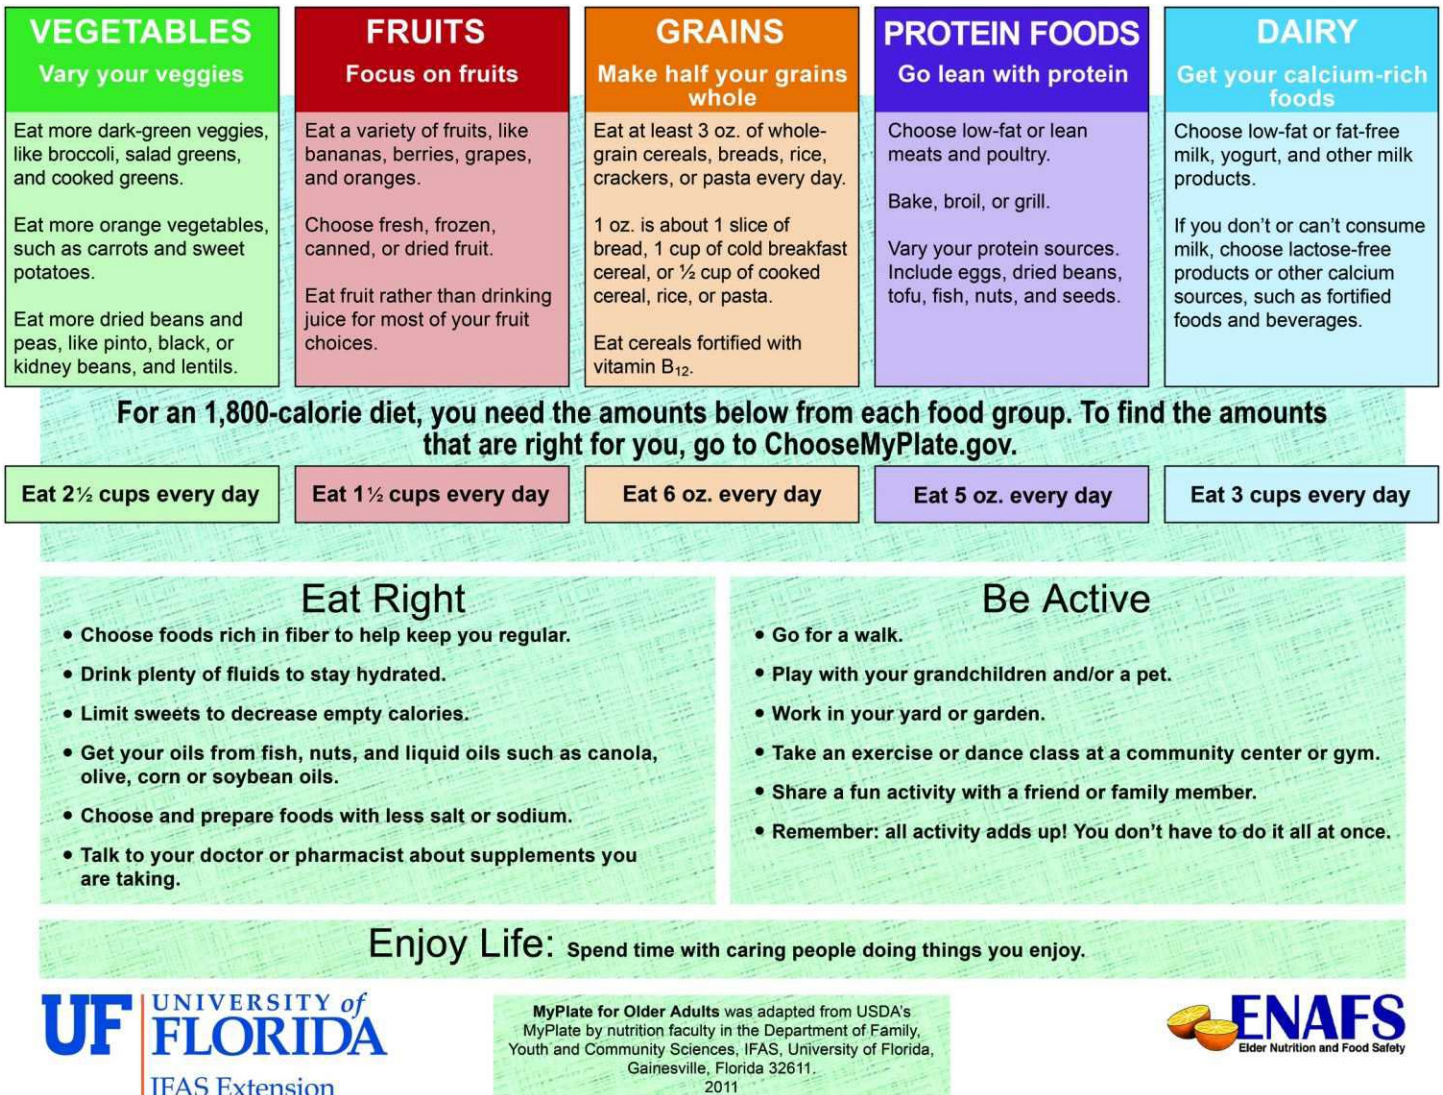 VEGETABLES
Vary your veggies
Eat more dark-green veggies,
like broccoli, salad greens,
and cooked greens.
Eat more orange vegetables,
such as carrots and sweet
potatoes.
Eat more dried beans and
peas, like pinto, black, or
kidney beans, and lentils.
FRUITS
Focus on fruits
Eat a variety of fruits, like
bananas, berries, grapes,
and oranges.
Choose fresh, frozen,
canned, or dried fruit.
Eat fruit rather than drinking
juice for most of your fruit
choices.
GRAINS
Make half your grains
whole
Eat at least 3 oz. of whole-
grain cereals, breads, rice,
crackers, or pasta every day.
1 oz. is about 1 slice of
bread, 1 cup of cold breakfast
cereal, or ½ cup of cooked
cereal, rice, or pasta.
Eat cereals fortified with
vitamin B₁₂.
PROTEIN FOODS
Go lean with protein
Choose low-fat or lean
meats and poultry.
Bake, broil, or grill.
Vary your protein sources.
Include eggs, dried beans,
tofu, fish, nuts, and seeds.
DAIRY
Get your calcium-rich
foods
Choose low-fat or fat-free
milk, yogurt, and other milk
products.
If you don't or can't consume
milk, choose lactose-free
products or other calcium
sources, such as fortified
foods and beverages.
For an 1,800-calorie diet, you need the amounts below from each food group. To find the amounts
that are right for you, go to ChooseMyPlate.gov.
Eat 2½ cups every day
Eat 1½ cups every day
Eat 6 oz. every day
Eat 5 oz. every day
Eat 3 cups every day
Eat Right
• Choose foods rich in fiber to help keep you regular.
• Drink plenty of fluids to stay hydrated.
• Limit sweets to decrease empty calories.
• Get your oils from fish, nuts, and liquid oils such as canola,
olive, corn or soybean oils.
• Choose and prepare foods with less salt or sodium.
• Talk to your doctor or pharmacist about supplements you
are taking.
Be Active
• Go for a walk.
• Play with your grandchildren and/or a pet.
• Work in your yard or garden.
• Take an exercise or dance class at a community center or gym.
• Share a fun activity with a friend or family member.
• Remember: all activity adds up! You don't have to do it all at once.
Enjoy Life: Spend time with caring people doing things you enjoy.
UF UNIVERSITY of
FLORIDA
IFAS Extension
MyPlate for Older Adults was adapted from USDA's
MyPlate by nutrition faculty in the Department of Family,
Youth and Community Sciences, IFAS, University of Florida,
Gainesville, Florida 32611.
2011
ENAFS
Elder Nutrition and Food Safety